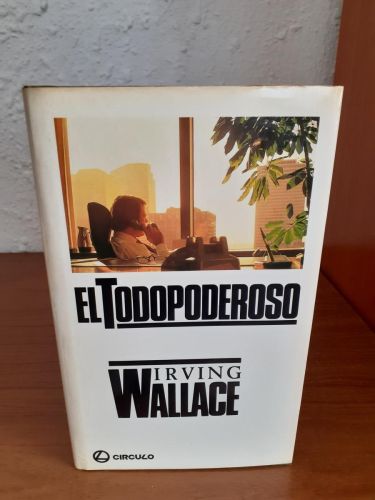 EL TODOPODEROSO
IRVING
WALLACE
CIRCULO